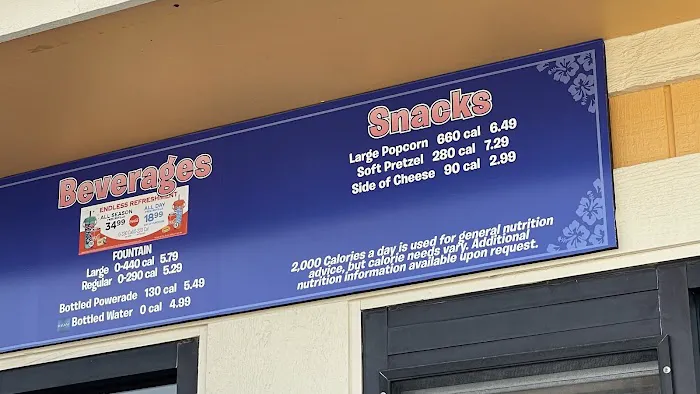 Beverages
ENDLESS REFRESHMENT
ALL SEASON
34.99
ALL DAY
18.99
FOUNTAIN
Large 0-440 cal 5.79
Regular 0-290 cal 5.29
Bottled Powerade 130 cal 5.49
Bottled Water 0 cal 4.99
Snacks
Large Popcorn 660 cal 6.49
Soft Pretzel 280 cal 7.29
Side of Cheese 90 cal 2.99
2,000 Calories a day is used for general nutrition
advice, but calorie needs vary. Additional
nutrition information available upon request.